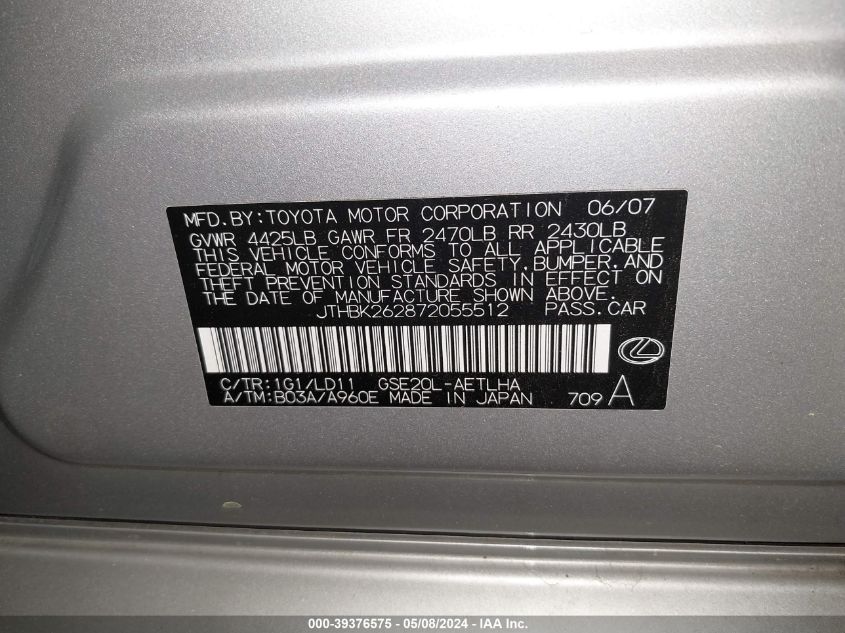 MFD. BY: TOYOTA MOTOR CORPORATION 06/07
GVWR 4425LB GAWR FR 2470LB RR 2430LB
THIS VEHICLE CONFORMS TO ALL APPLICABLE
FEDERAL MOTOR VEHICLE SAFETY, BUMPER, AND
THEFT PREVENTION STANDARDS IN EFFECT ON
THE DATE OF MANUFACTURE SHOWN ABOVE.
JTHBK262872055512 PASS. CAR
C/TR: 1G1/LD11 GSE20L-AETLHA
A/TM: B03A/A960E MADE IN JAPAN 709 A
000-39376575 - 05/08/2024 - IAA Inc.